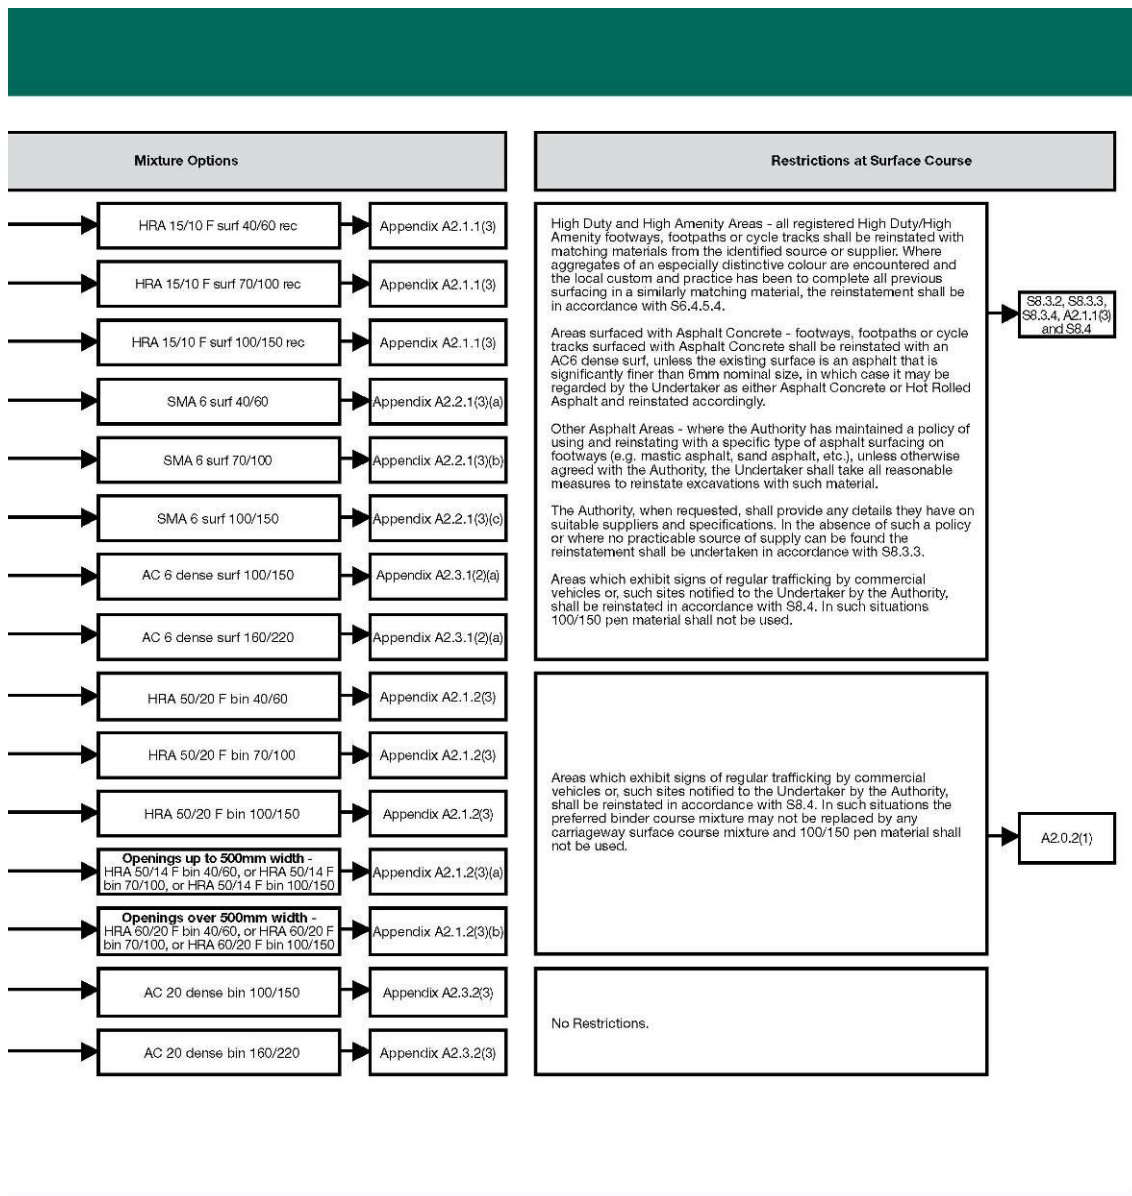 Mixture Options
Restrictions at Surface Course
HRA 15/10 F surf 40/60 rec
Appendix A2.1.1(3)
HRA 15/10 F surf 70/100 rec
Appendix A2.1.1(3)
HRA 15/10 F surf 100/150 rec
Appendix A2.1.1(3)
SMA 6 surf 40/60
Appendix A2.2.1(3)(a)
SMA 6 surf 70/100
Appendix A2.2.1(3)(b)
SMA 6 surf 100/150
Appendix A2.2.1(3)(c)
AC 6 dense surf 100/150
Appendix A2.3.1(2)(a)
AC 6 dense surf 160/220
Appendix A2.3.1(2)(a)
High Duty and High Amenity Areas - all registered High Duty/High
Amenity footways, footpaths or cycle tracks shall be reinstated with
matching materials from the identified source or supplier. Where
aggregates of an especially distinctive colour are encountered and
the local custom and practice has been to complete all previous
surfacing in a similarly matching material, the reinstatement shall be
in accordance with S6.4.5.4.
Areas surfaced with Asphalt Concrete - footways, footpaths or cycle
tracks surfaced with Asphalt Concrete shall be reinstated with an
AC6 dense surf, unless the existing surface is an asphalt that is
significantly finer than 6mm nominal size, in which case it may be
regarded by the Undertaker as either Asphalt Concrete or Hot Rolled
Asphalt and reinstated accordingly.
Other Asphalt Areas - where the Authority has maintained a policy of
using and reinstating with a specific type of asphalt surfacing on
footways (e.g. mastic asphalt, sand asphalt, etc.), unless otherwise
agreed with the Authority, the Undertaker shall take all reasonable
measures to reinstate excavations with such material.
The Authority, when requested, shall provide any details they have on
suitable suppliers and specifications. In the absence of such a policy
or where no practicable source of supply can be found the
reinstatement shall be undertaken in accordance with S8.3.3.
Areas which exhibit signs of regular trafficking by commercial
vehicles or, such sites notified to the Undertaker by the Authority,
shall be reinstated in accordance with S8.4. In such situations
100/150 pen material shall not be used.
S8.3.2, S8.3.3,
S8.3.4, A2.1.1(3)
and S8.4
HRA 50/20 F bin 40/60
Appendix A2.1.2(3)
HRA 50/20 F bin 70/100
Appendix A2.1.2(3)
HRA 50/20 F bin 100/150
Appendix A2.1.2(3)
Openings up to 500mm width -
HRA 50/14 F bin 40/60, or HRA 50/14 F
bin 70/100, or HRA 50/14 F bin 100/150
Appendix A2.1.2(3)(a)
Openings over 500mm width -
HRA 60/20 F bin 40/60, or HRA 60/20 F
bin 70/100, or HRA 60/20 F bin 100/150
Appendix A2.1.2(3)(b)
Areas which exhibit signs of regular trafficking by commercial
vehicles or, such sites notified to the Undertaker by the Authority,
shall be reinstated in accordance with S8.4. In such situations the
preferred binder course mixture may not be replaced by any
carriageway surface course mixture and 100/150 pen material shall
not be used.
A2.0.2(1)
AC 20 dense bin 100/150
Appendix A2.3.2(3)
AC 20 dense bin 160/220
Appendix A2.3.2(3)
No Restrictions.